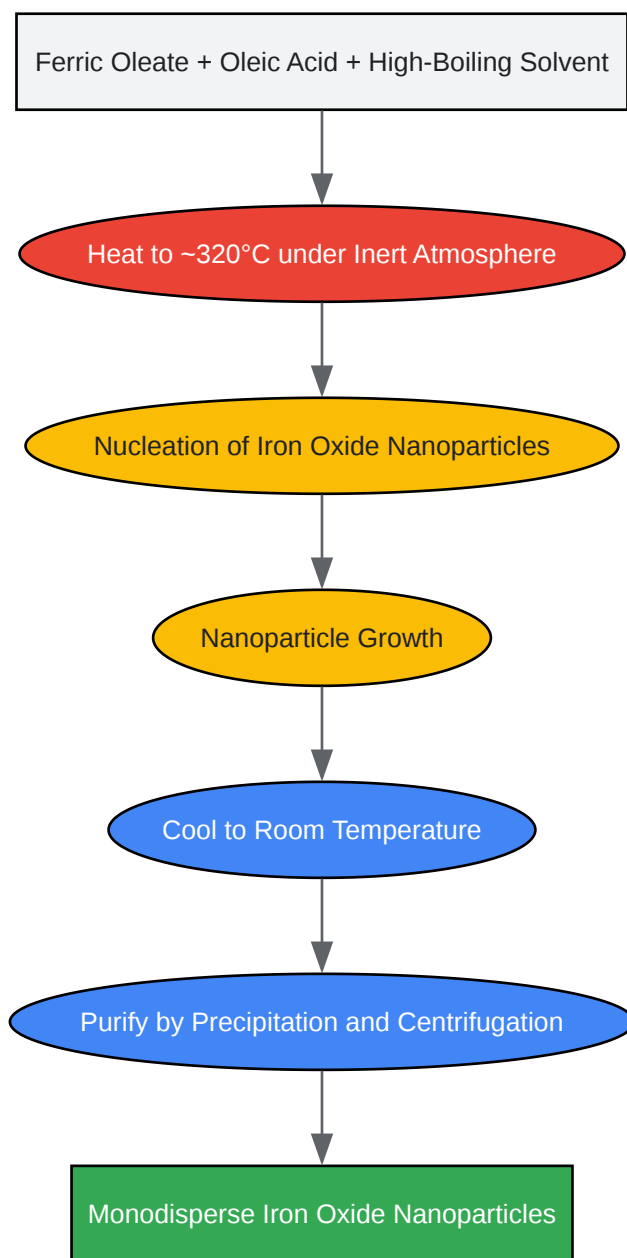 Ferric Oleate + Oleic Acid + High-Boiling Solvent
Heat to ~320°C under Inert Atmosphere
Nucleation of Iron Oxide Nanoparticles
Nanoparticle Growth
Cool to Room Temperature
Purify by Precipitation and Centrifugation
Monodisperse Iron Oxide Nanoparticles